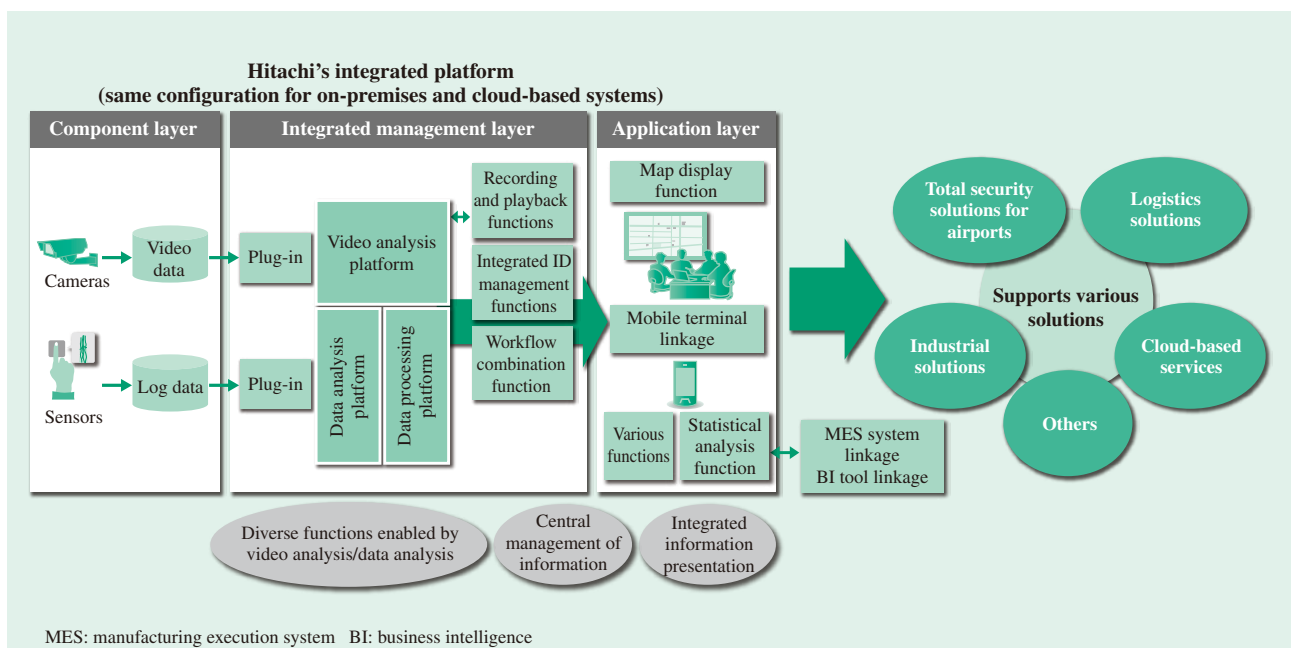 Hitachi's integrated platform
(same configuration for on-premises and cloud-based systems)
Component layer
Integrated management layer
Application layer
Cameras
Video
data
Sensors
Log data
Plug-in
Plug-in
Video analysis
platform
Data analysis
platform
Data processing
platform
Recording
and playback
functions
Integrated ID
management
functions
Workflow
combination
function
Map display
function
Mobile terminal
linkage
Various
functions
Statistical
analysis
function
MES system
linkage
BI tool linkage
Total security
solutions for
airports
Logistics
solutions
Supports various
solutions
Industrial
solutions
Cloud-based
services
Others
Diverse functions enabled by
video analysis/data analysis
Central
management of
information
Integrated
information
presentation
MES: manufacturing execution system BI: business intelligence